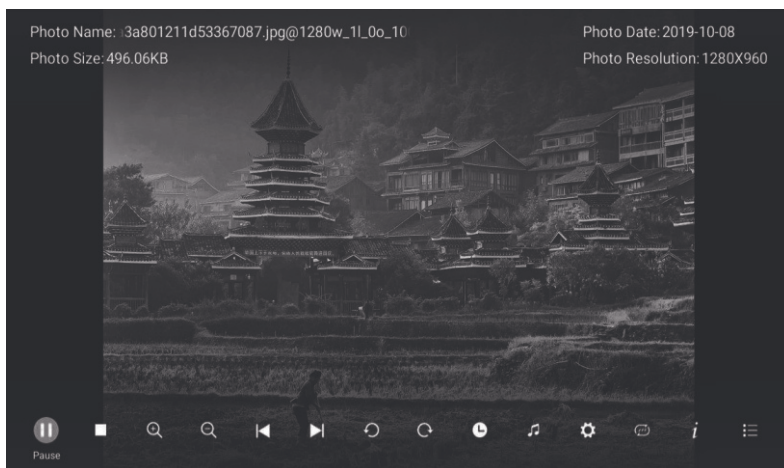 Photo Name: 3a801211d53367087.jpg@1280w_1l_0o_10
Photo Date: 2019-10-08
Photo Size: 496.06KB
Photo Resolution: 1280X960
Pause